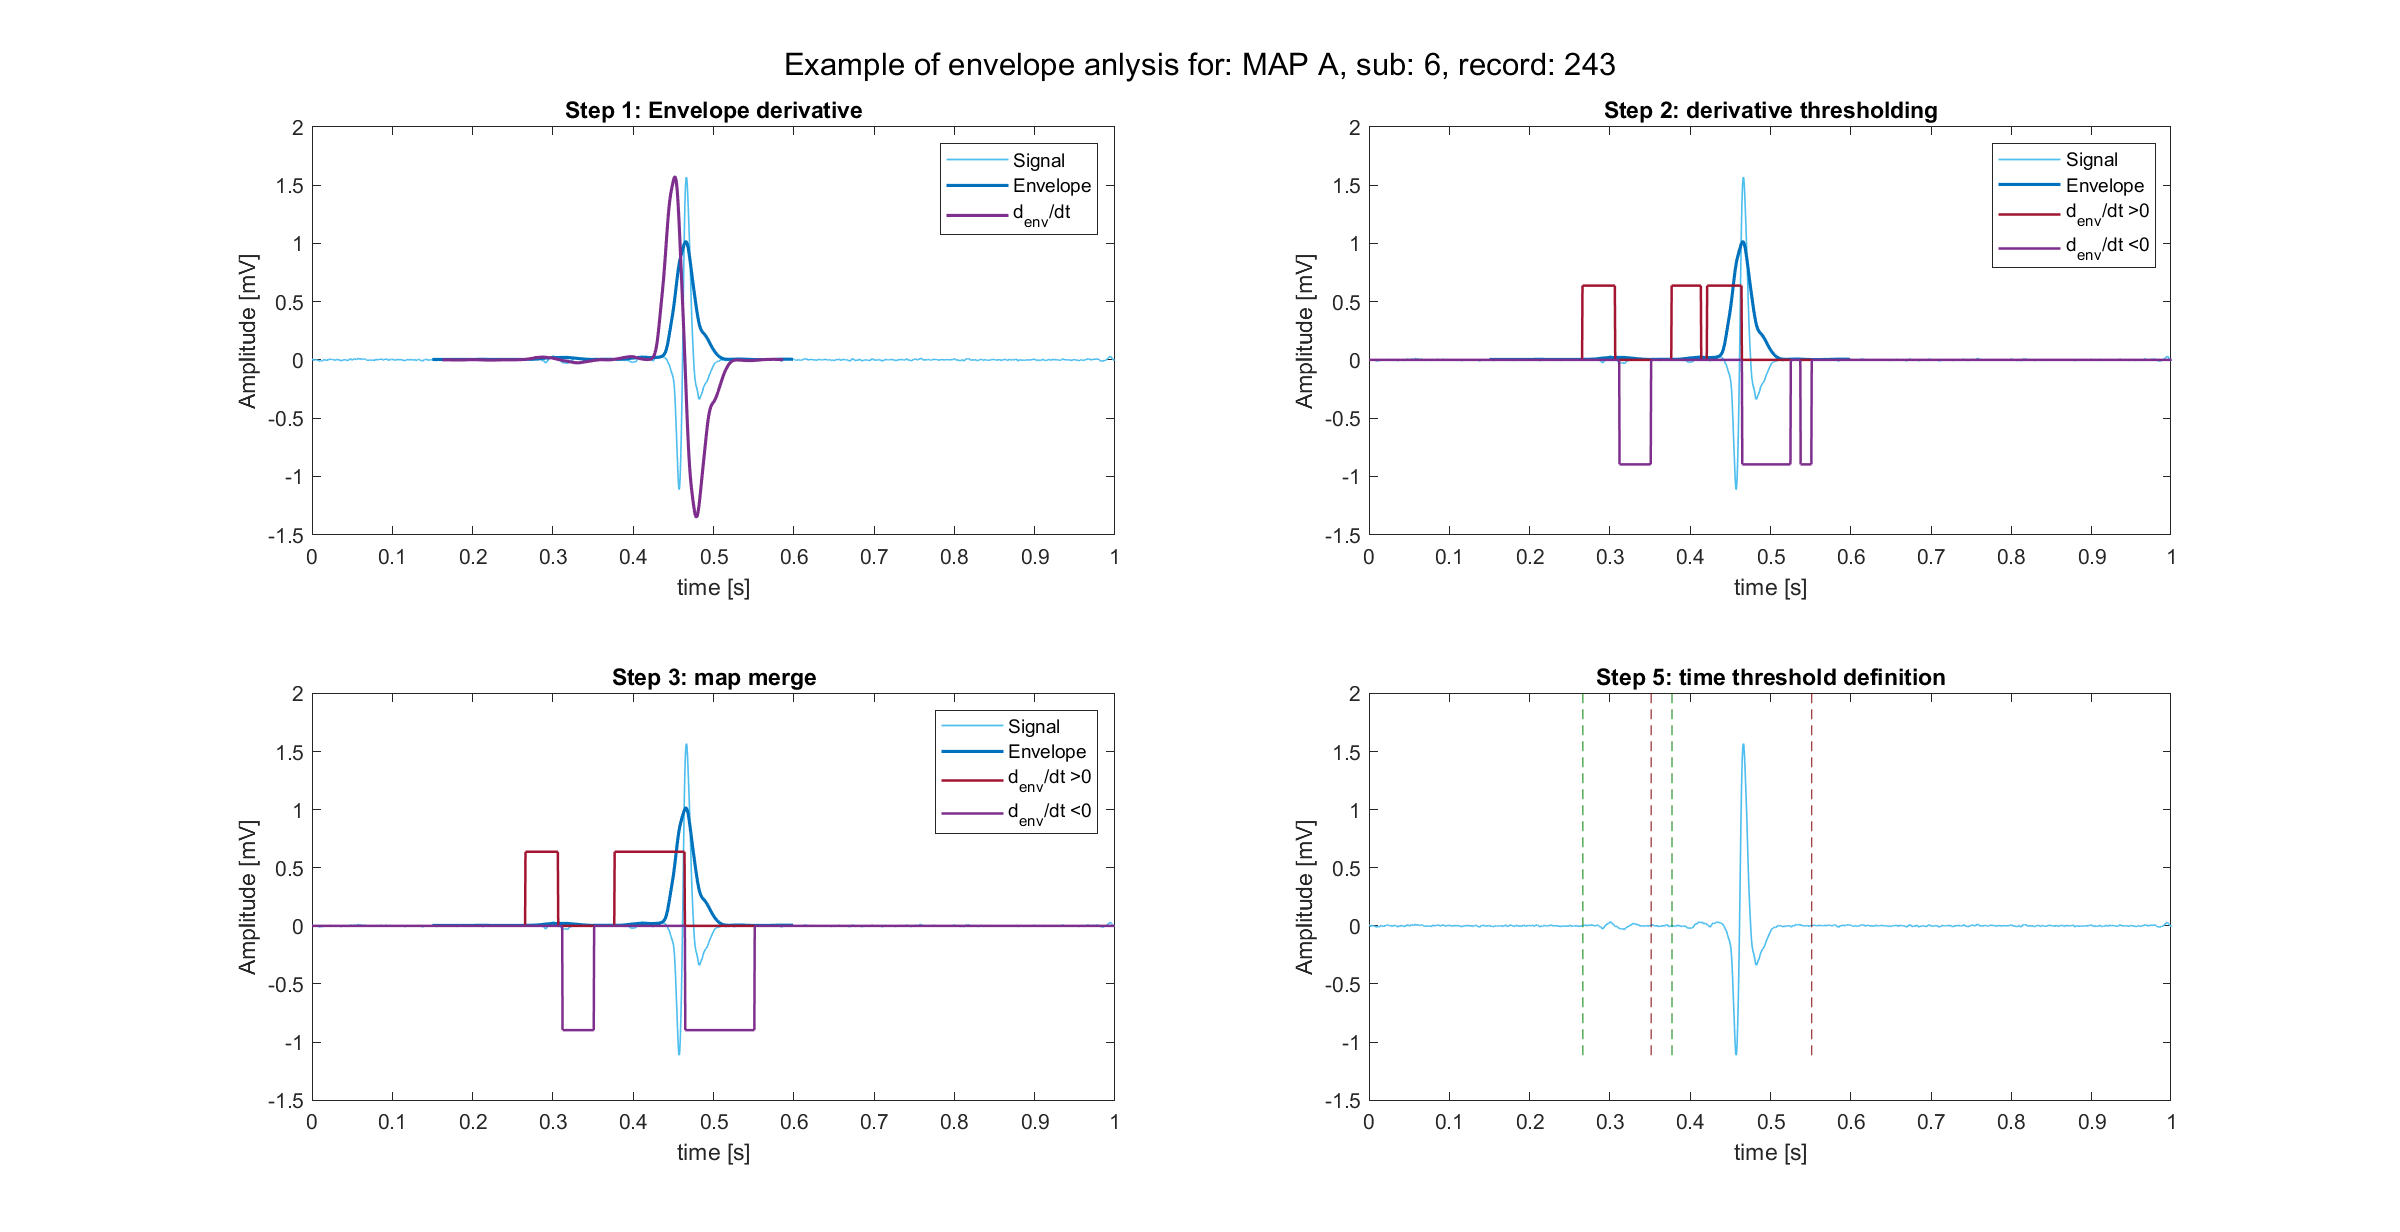 Example of envelope anlysis for: MAP A, sub: 6, record: 243
Step 1: Envelope derivative
2
1.5
1
0.5
0
-0.5
-1
-1.5
Amplitude [mV]
0 0.1 0.2 0.3 0.4 0.5 0.6 0.7 0.8 0.9 1
time [s]
Signal
Envelope
d_env/dt
Step 2: derivative thresholding
2
1.5
1
0.5
0
-0.5
-1
-1.5
Amplitude [mV]
0 0.1 0.2 0.3 0.4 0.5 0.6 0.7 0.8 0.9 1
time [s]
Signal
Envelope
d_env/dt >0
d_env/dt <0
Step 3: map merge
2
1.5
1
0.5
0
-0.5
-1
-1.5
Amplitude [mV]
0 0.1 0.2 0.3 0.4 0.5 0.6 0.7 0.8 0.9 1
time [s]
Signal
Envelope
d_env/dt >0
d_env/dt <0
Step 5: time threshold definition
2
1.5
1
0.5
0
-0.5
-1
-1.5
Amplitude [mV]
0 0.1 0.2 0.3 0.4 0.5 0.6 0.7 0.8 0.9 1
time [s]